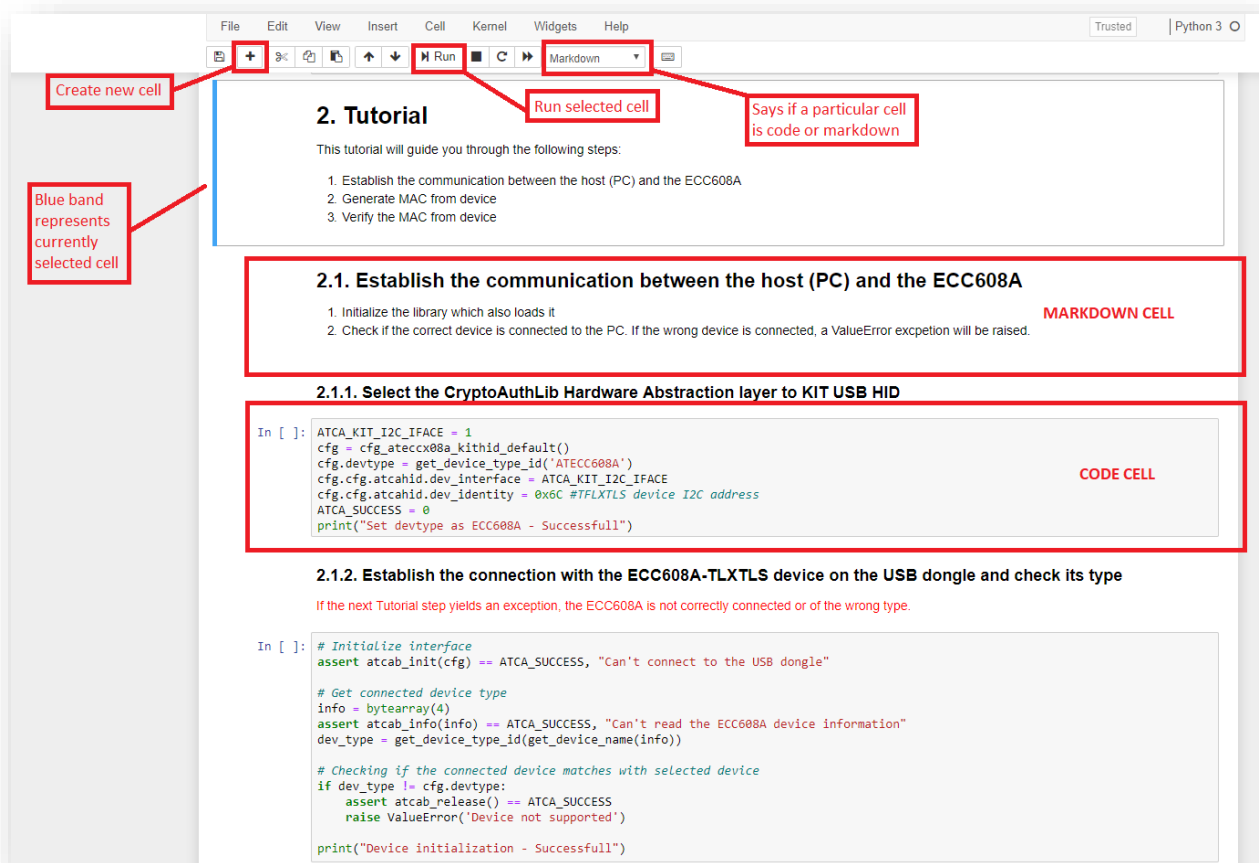 File Edit View Insert Cell Kernel Widgets Help Trusted Python 3
Run Markdown
Create new cell
Run selected cell
Says if a particular cell
is code or markdown
2. Tutorial
This tutorial will guide you through the following steps:
1. Establish the communication between the host (PC) and the ECC608A
2. Generate MAC from device
3. Verify the MAC from device
Blue band
represents
currently
selected cell
2.1. Establish the communication between the host (PC) and the ECC608A
1. Initialize the library which also loads it
2. Check if the correct device is connected to the PC. If the wrong device is connected, a ValueError excpetion will be raised.
MARKDOWN CELL
2.1.1. Select the CryptoAuthLib Hardware Abstraction layer to KIT USB HID
In [ ]: ATCA_KIT_I2C_IFACE = 1
cfg = cfg_ateccx08a_kithid_default()
cfg.devtype = get_device_type_id('ATECC608A')
cfg.cfg.atcahid.dev_interface = ATCA_KIT_I2C_IFACE
cfg.cfg.atcahid.dev_identity = 0x6C #TFLXTLS device I2C address
ATCA_SUCCESS = 0
print("Set devtype as ECC608A - Successfull")
CODE CELL
2.1.2. Establish the connection with the ECC608A-TLXTLS device on the USB dongle and check its type
If the next Tutorial step yields an exception, the ECC608A is not correctly connected or of the wrong type.
In [ ]: # Initialize interface
assert atcab_init(cfg) == ATCA_SUCCESS, "Can't connect to the USB dongle"
# Get connected device type
info = bytearray(4)
assert atcab_info(info) == ATCA_SUCCESS, "Can't read the ECC608A device information"
dev_type = get_device_type_id(get_device_name(info))
# Checking if the connected device matches with selected device
if dev_type != cfg.devtype:
assert atcab_release() == ATCA_SUCCESS
raise ValueError('Device not supported')
print("Device initialization - Successfull")